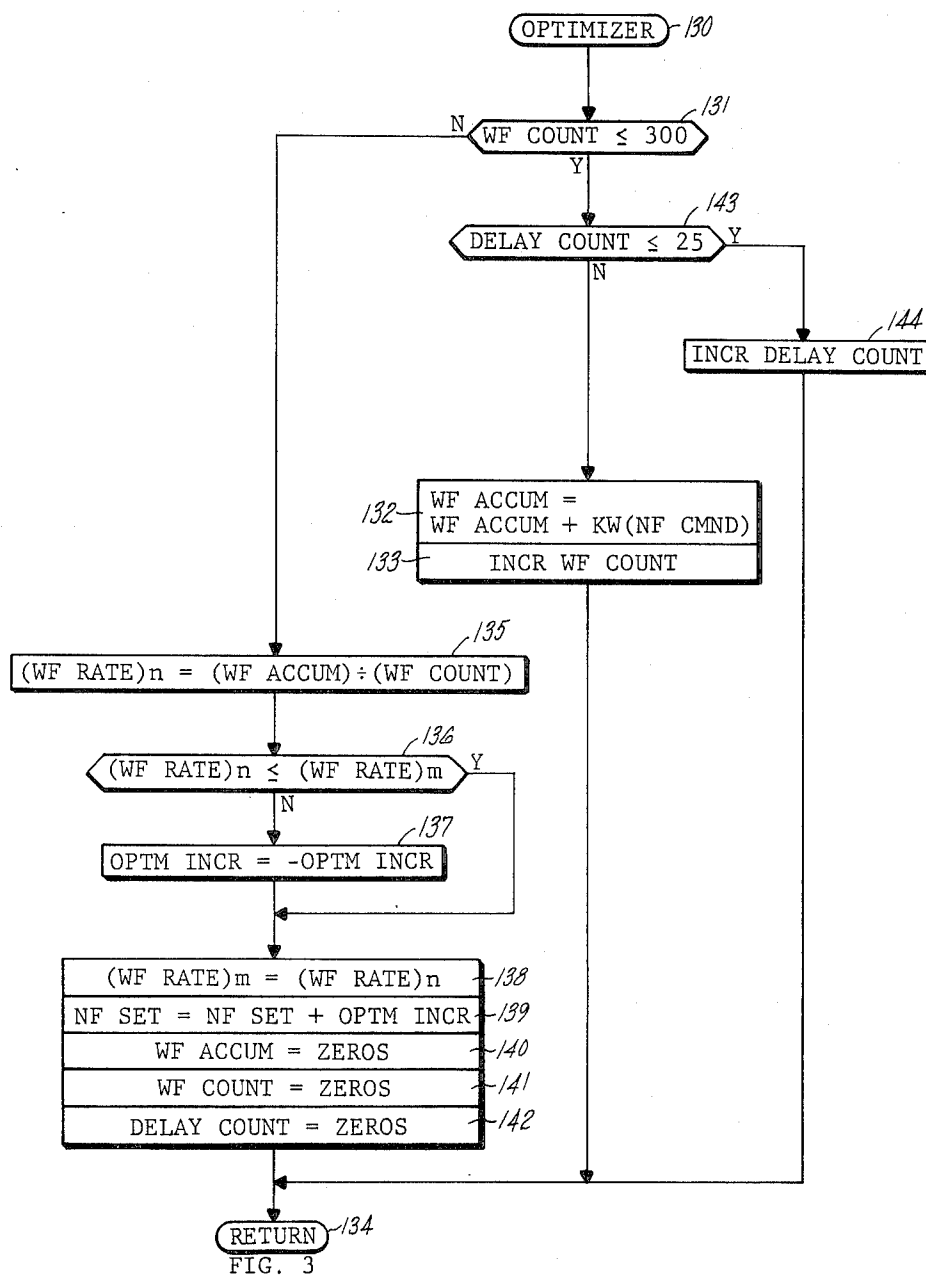 OPTIMIZER 130
131
N WF COUNT ≤ 300
Y
143
DELAY COUNT ≤ 25 Y
N
144
INCR DELAY COUNT
WF ACCUM =
132 WF ACCUM + KW(NF CMND)
133 INCR WF COUNT
135
(WF RATE)n = (WF ACCUM)÷(WF COUNT)
136
(WF RATE)n ≤ (WF RATE)m Y
N
137
OPTM INCR = -OPTM INCR
(WF RATE)m = (WF RATE)n 138
NF SET = NF SET + OPTM INCR 139
WF ACCUM = ZEROS 140
WF COUNT = ZEROS 141
DELAY COUNT = ZEROS 142
RETURN 134
FIG. 3